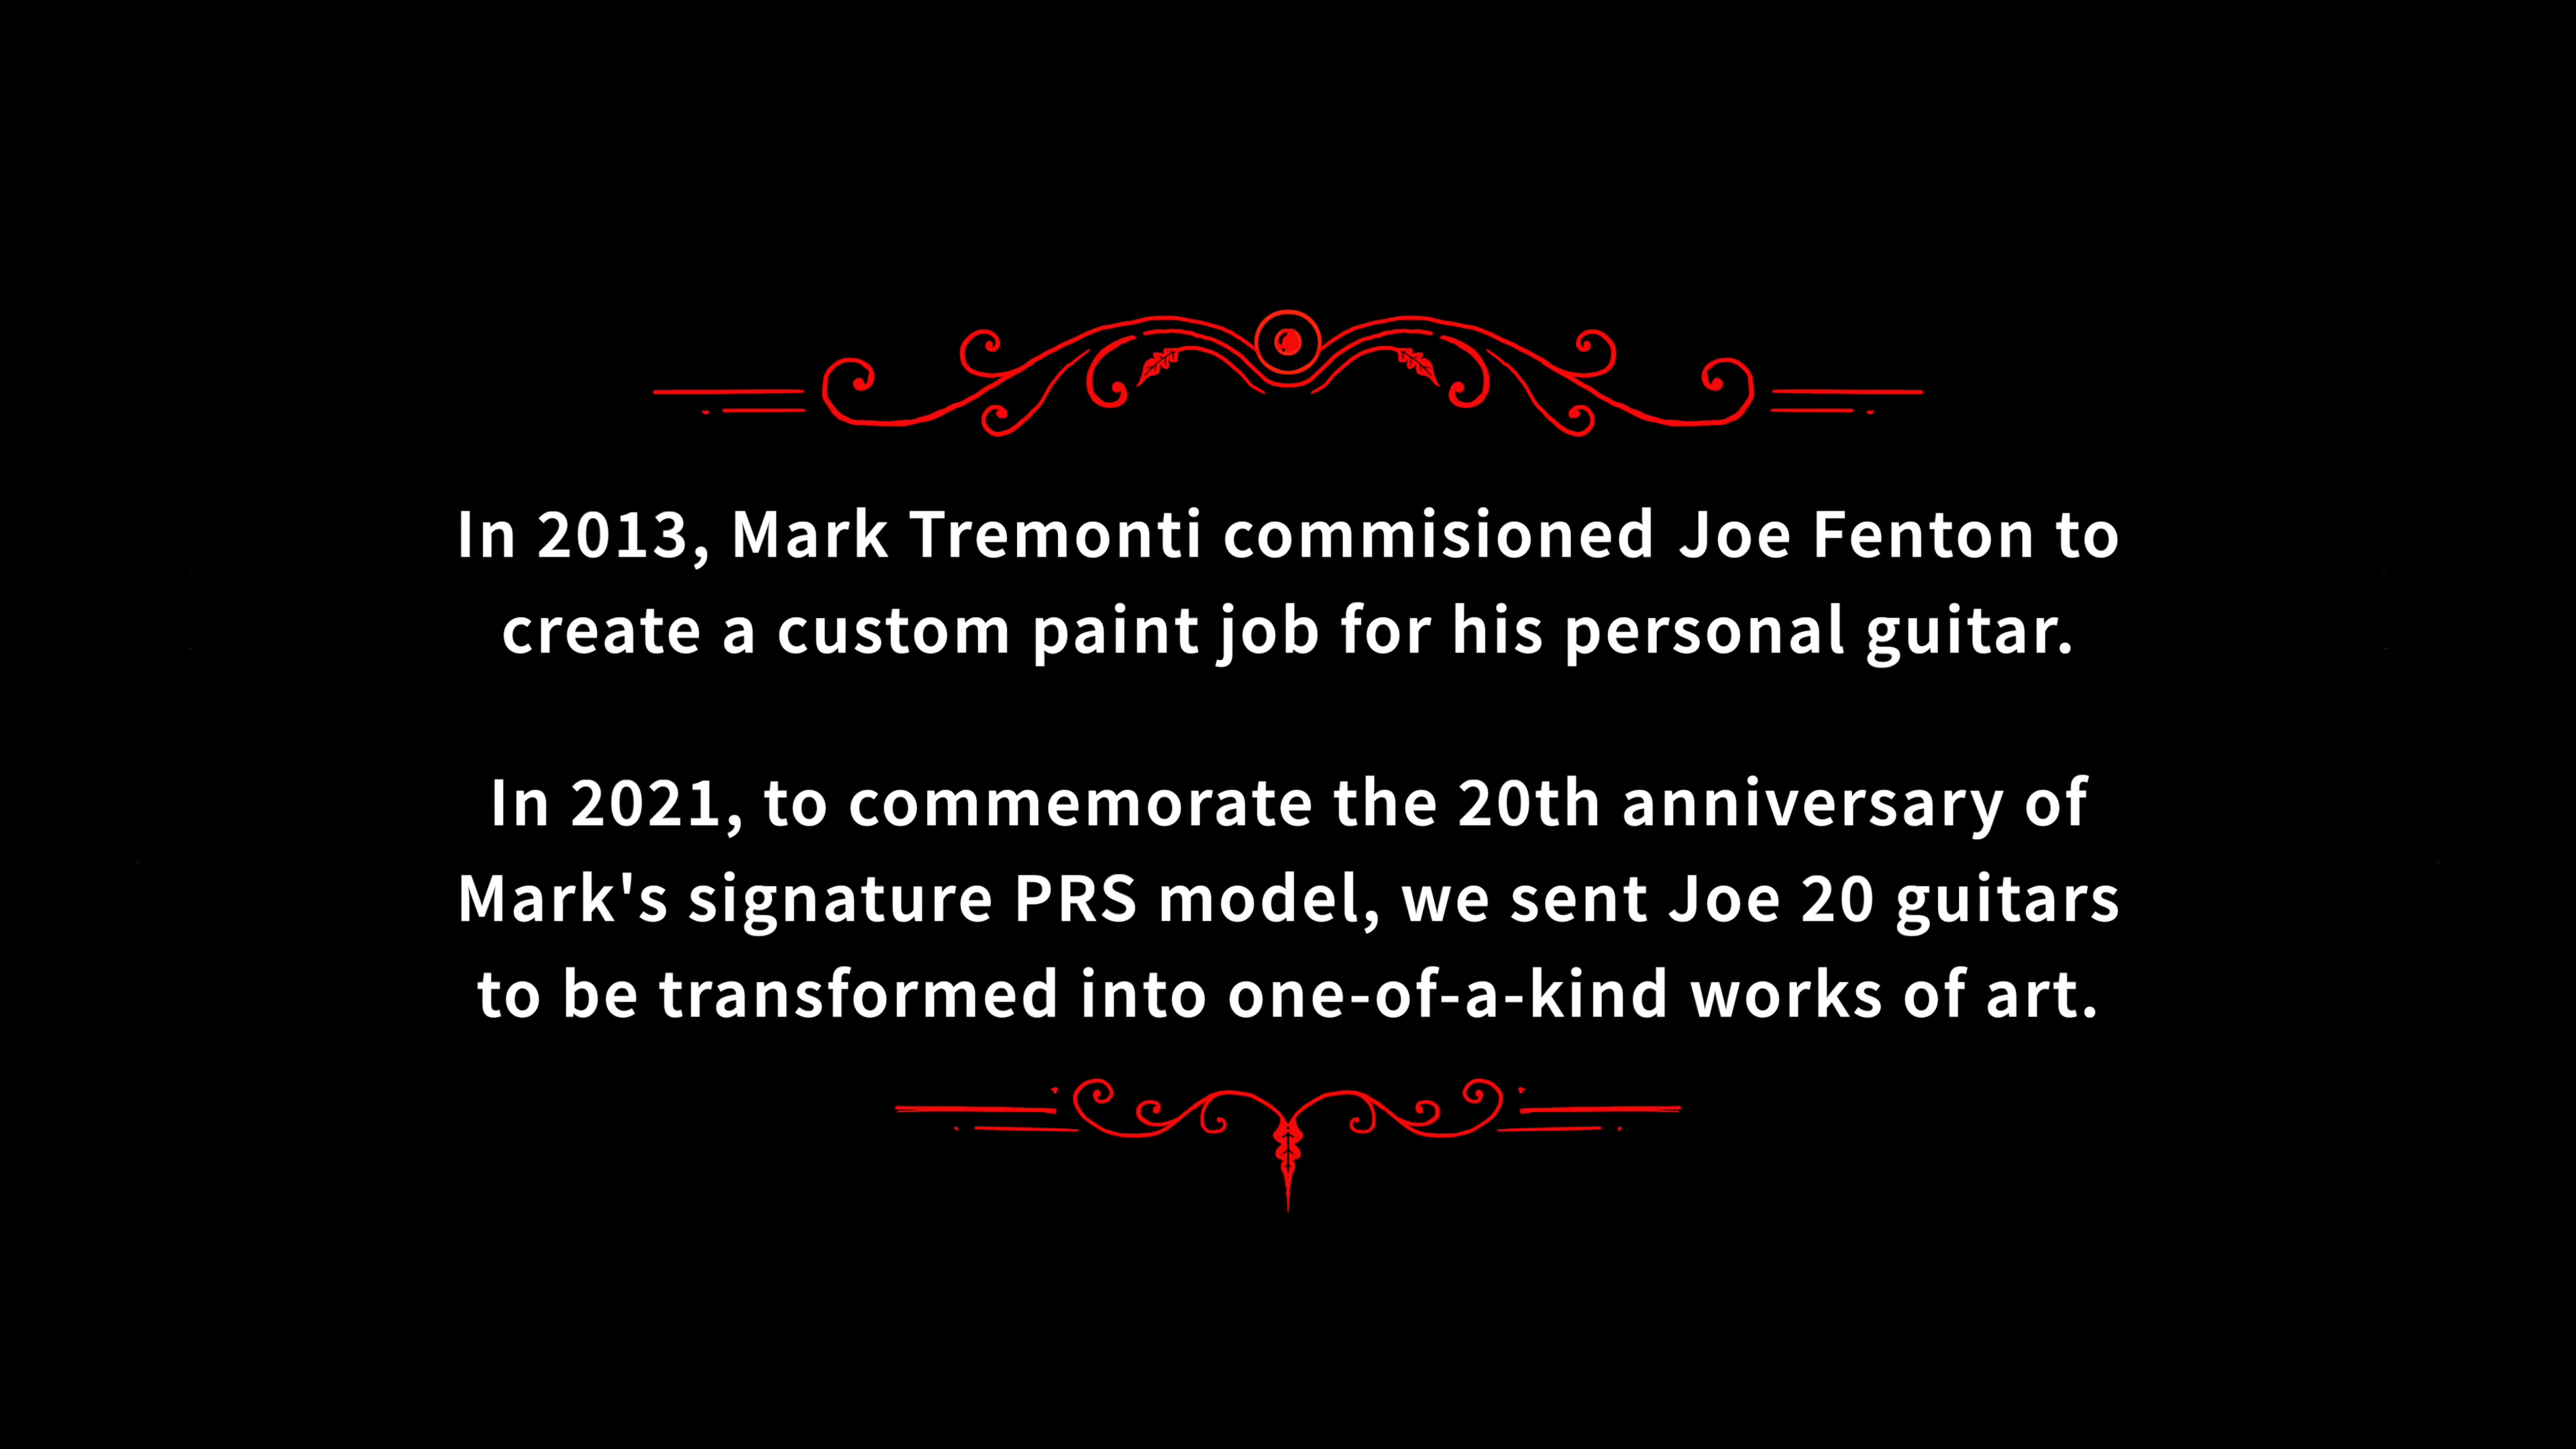 In 2013, Mark Tremonti commisioned Joe Fenton to
create a custom paint job for his personal guitar.
In 2021, to commemorate the 20th anniversary of
Mark's signature PRS model, we sent Joe 20 guitars
to be transformed into one-of-a-kind works of art.